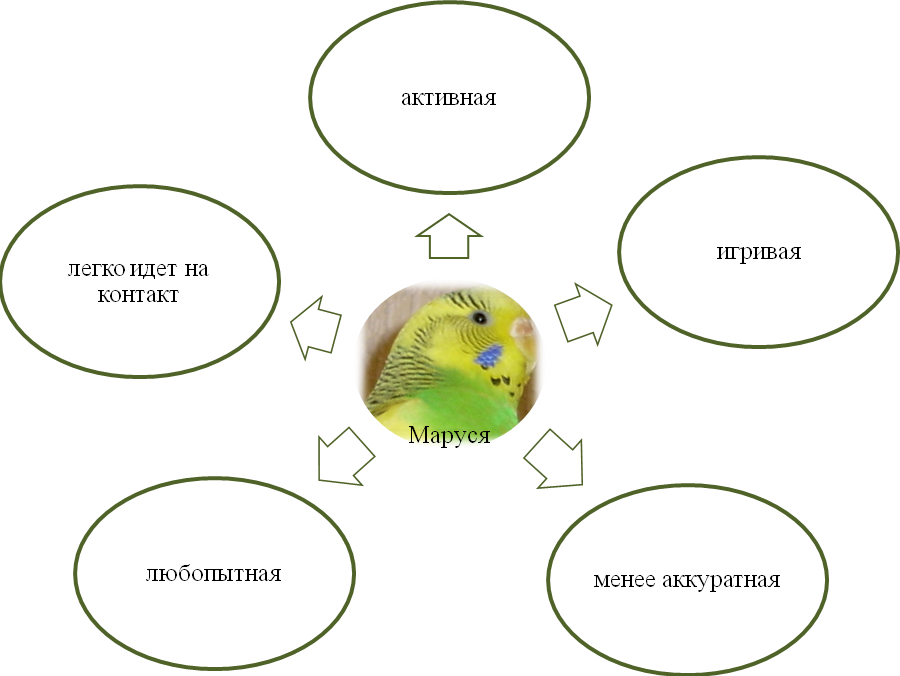 активная
игривая
легко идет на
контакт
Маруся
любопытная
менее аккуратная